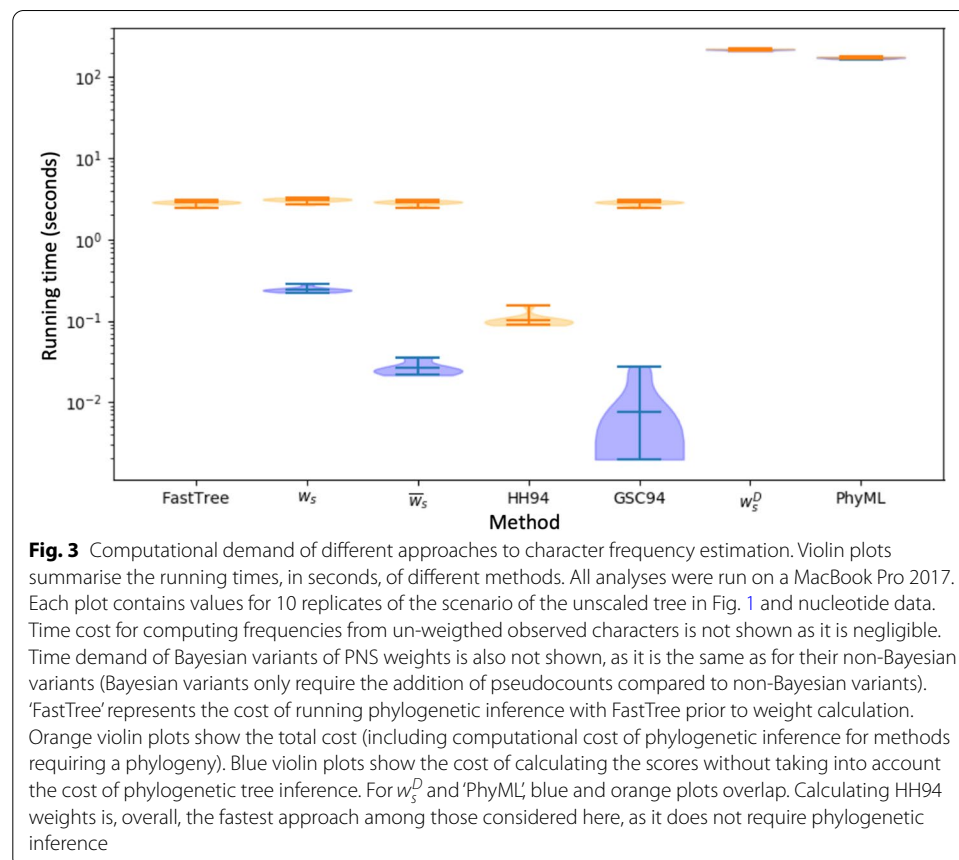 10²
10¹
10⁰
10⁻¹
10⁻²
Running time (seconds)
FastTree wₛ w̅ₛ HH94 GSC94 wₛᴰ PhyML
Method
Fig. 3 Computational demand of different approaches to character frequency estimation. Violin plots
summarise the running times, in seconds, of different methods. All analyses were run on a MacBook Pro 2017.
Each plot contains values for 10 replicates of the scenario of the unscaled tree in Fig. 1 and nucleotide data.
Time cost for computing frequencies from un-weigthed observed characters is not shown as it is negligible.
Time demand of Bayesian variants of PNS weights is also not shown, as it is the same as for their non-Bayesian
variants (Bayesian variants only require the addition of pseudocounts compared to non-Bayesian variants).
‘FastTree’ represents the cost of running phylogenetic inference with FastTree prior to weight calculation.
Orange violin plots show the total cost (including computational cost of phylogenetic inference for methods
requiring a phylogeny). Blue violin plots show the cost of calculating the scores without taking into account
the cost of phylogenetic tree inference. For wₛᴰ and ‘PhyML’, blue and orange plots overlap. Calculating HH94
weights is, overall, the fastest approach among those considered here, as it does not require phylogenetic
inference